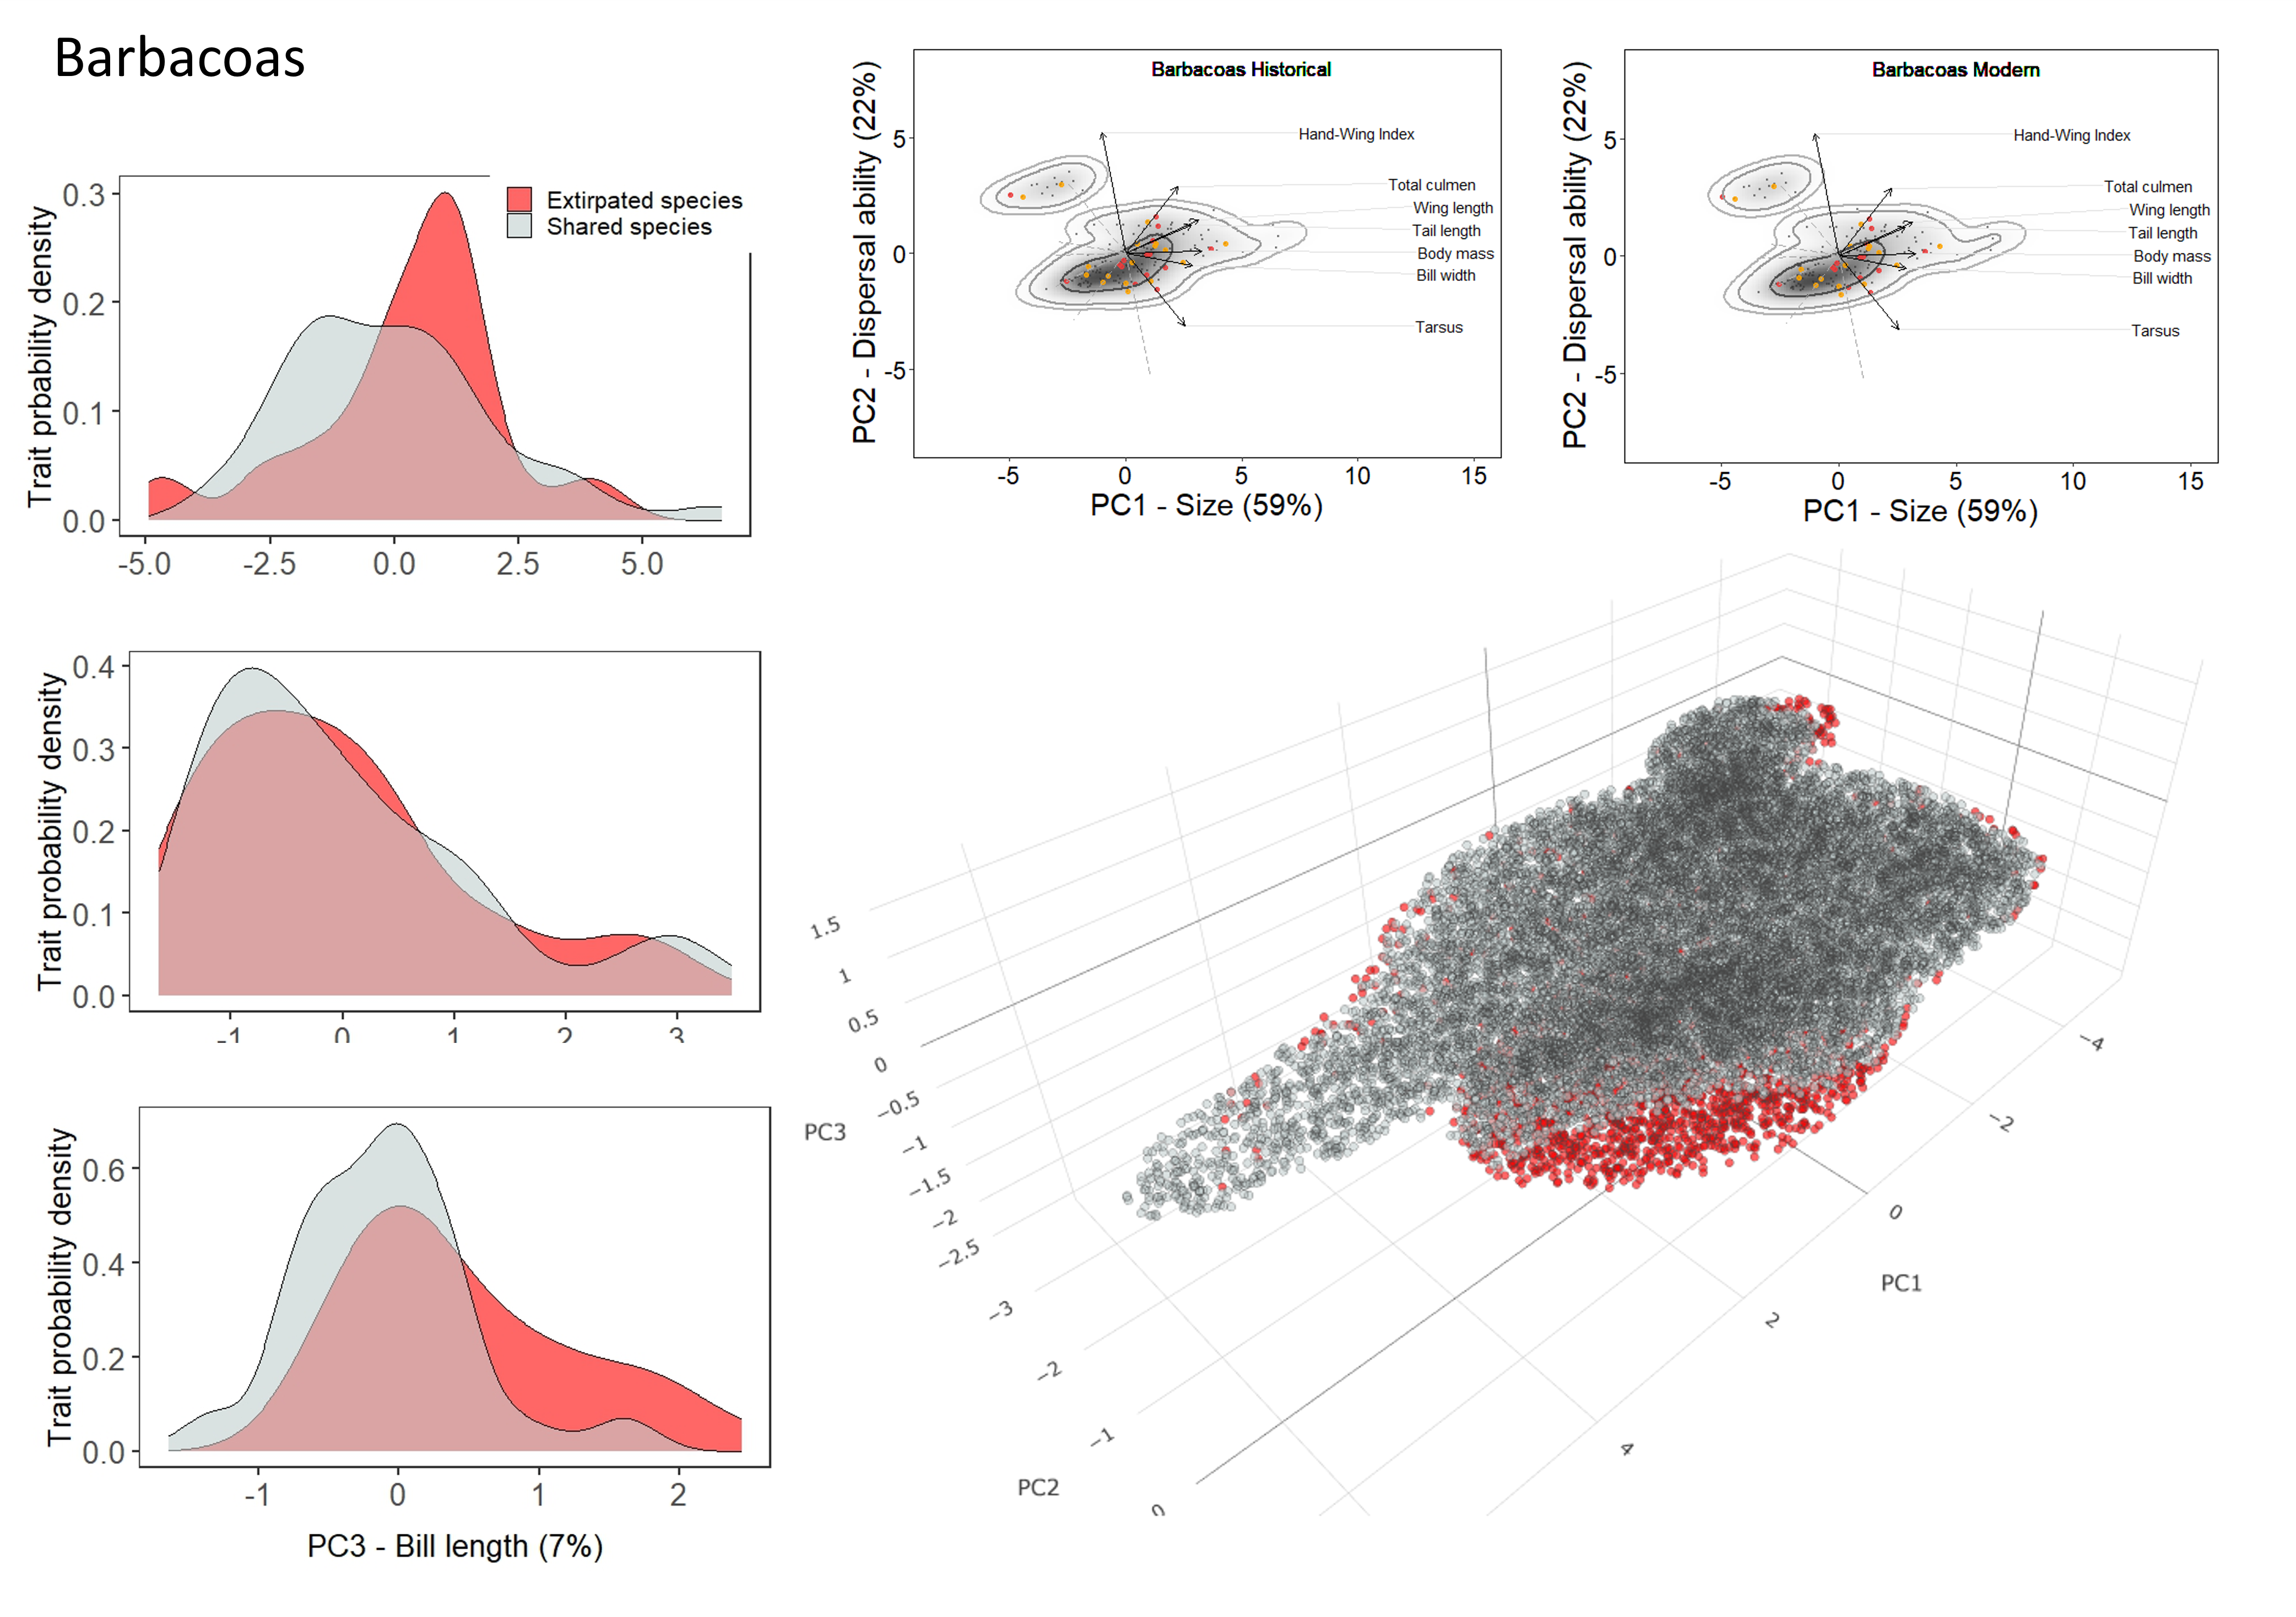 Barbacoas
Trait prbability density
0.3
0.2
0.1
0.0
-5.0 -2.5 0.0 2.5 5.0
Extirpated species
Shared species
Trait probability density
0.4
0.3
0.2
0.1
0.0
-1 0 1 2 3
Trait probability density
0.6
0.4
0.2
0.0
-1 0 1 2
PC3 - Bill length (7%)
Barbacoas Historical
PC2 - Dispersal ability (22%)
5
0
-5
Hand-Wing Index
Total culmen
Wing length
Tail length
Body mass
Bill width
Tarsus
-5 0 5 10 15
PC1 - Size (59%)
Barbacoas Modern
PC2 - Dispersal ability (22%)
5
0
-5
Hand-Wing Index
Total culmen
Wing length
Tail length
Body mass
Bill width
Tarsus
-5 0 5 10 15
PC1 - Size (59%)
1.5
1
0.5
0
−0.5
−1
−1.5
−2
−2.5
PC3
−3
−2
−1
0
PC2
−4
−2
0
2
4
PC1